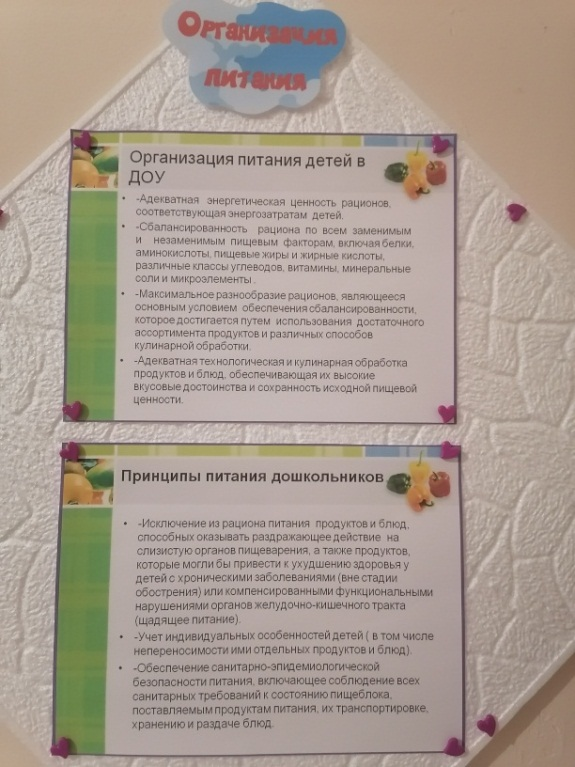 Организация
питания
Организация питания детей в
ДОУ
• -Адекватная энергетическая ценность рационов,
соответствующая энергозатратам детей.
• -Сбалансированность рациона по всем заменимым
и незаменимым пищевым факторам, включая белки,
аминокислоты, пищевые жиры и жирные кислоты,
различные классы углеводов, витамины, минеральные
соли и микроэлементы .
• -Максимальное разнообразие рационов, являющееся
основным условием обеспечения сбалансированности,
которое достигается путем использования достаточного
ассортимента продуктов и различных способов
кулинарной обработки.
• -Адекватная технологическая и кулинарная обработка
продуктов и блюд, обеспечивающая их высокие
вкусовые достоинства и сохранность исходной пищевой
ценности.
Принципы питания дошкольников
• -Исключение из рациона питания продуктов и блюд,
способных оказывать раздражающее действие на
слизистую органов пищеварения, а также продуктов,
которые могли бы привести к ухудшению здоровья у
детей с хроническими заболеваниями (вне стадии
обострения) или компенсированными функциональными
нарушениями органов желудочно-кишечного тракта
(щадящее питание).
• -Учет индивидуальных особенностей детей ( в том числе
непереносимости ими отдельных продуктов и блюд).
• -Обеспечение санитарно-эпидемиологической
безопасности питания, включающее соблюдение всех
санитарных требований к состоянию пищеблока,
поставляемым продуктам питания, их транспортировке,
хранению и раздаче блюд.